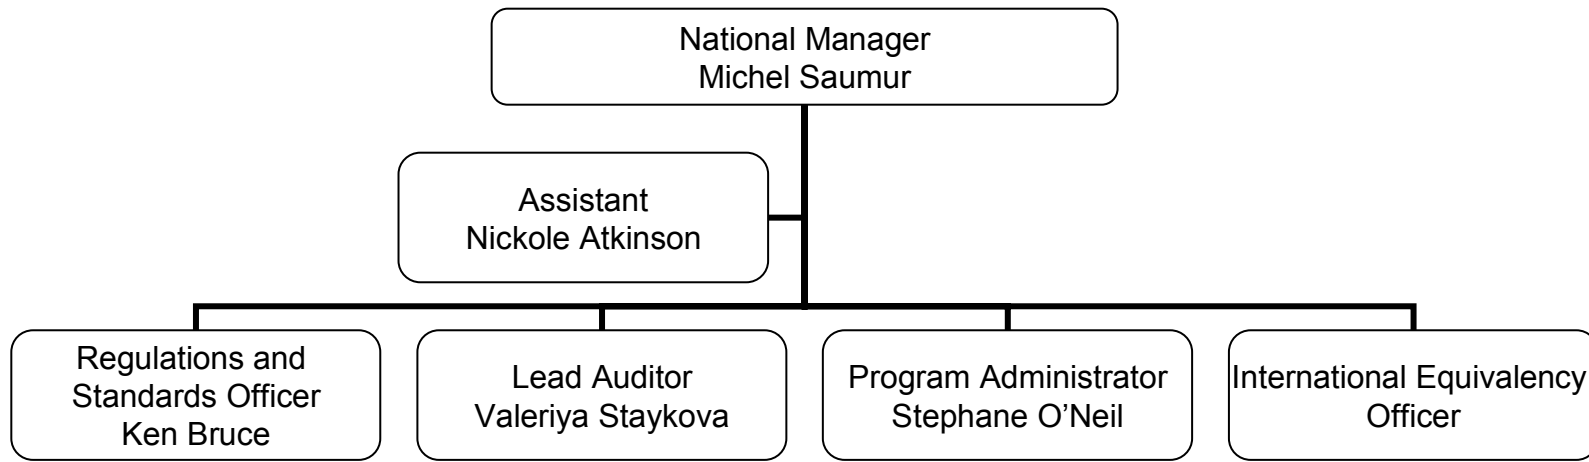 National Manager
Michel Saumur
Assistant
Nickole Atkinson
Regulations and
Standards Officer
Ken Bruce
Lead Auditor
Valeriya Staykova
Program Administrator
Stephane O’Neil
International Equivalency
Officer